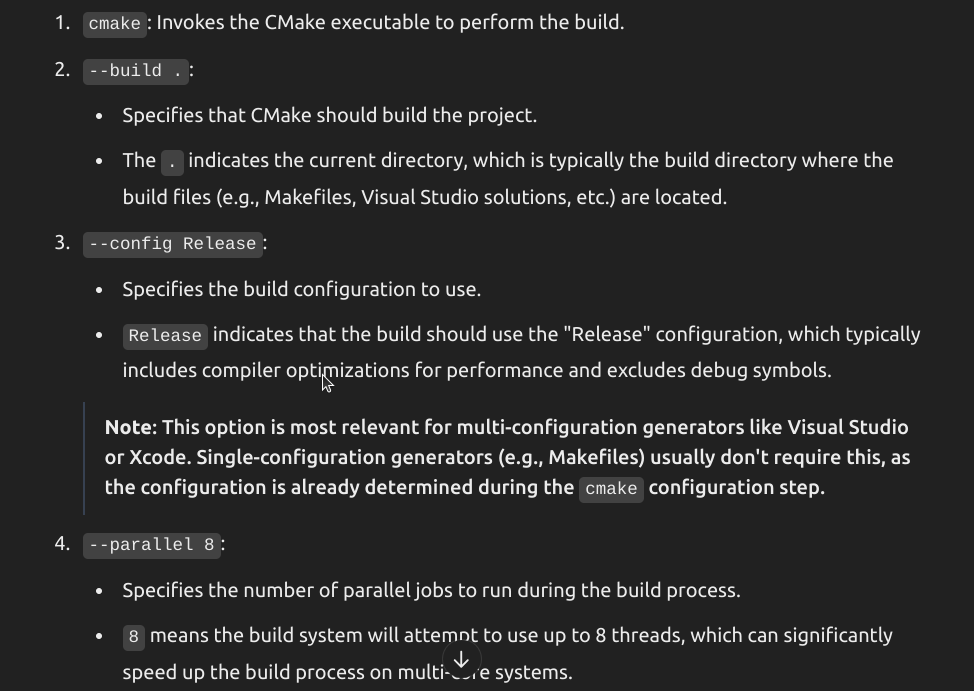 1. cmake: Invokes the CMake executable to perform the build.
2. --build .:
• Specifies that CMake should build the project.
• The . indicates the current directory, which is typically the build directory where the
build files (e.g., Makefiles, Visual Studio solutions, etc.) are located.
3. --config Release:
• Specifies the build configuration to use.
• Release indicates that the build should use the "Release" configuration, which typically
includes compiler optimizations for performance and excludes debug symbols.
Note: This option is most relevant for multi-configuration generators like Visual Studio
or Xcode. Single-configuration generators (e.g., Makefiles) usually don't require this, as
the configuration is already determined during the cmake configuration step.
4. --parallel 8:
• Specifies the number of parallel jobs to run during the build process.
• 8 means the build system will attempt to use up to 8 threads, which can significantly
speed up the build process on multi-core systems.